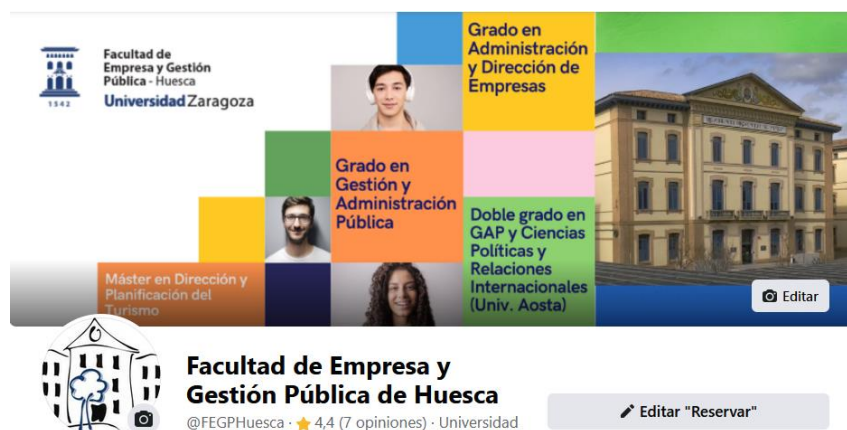 Facultad de
Empresa y Gestión
Pública - Huesca
Universidad Zaragoza
1542
Grado en
Administración
y Dirección de
Empresas
Grado en
Gestión y
Administración
Pública
Doble grado en
GAP y Ciencias
Políticas y
Relaciones
Internacionales
(Univ. Aosta)
Máster en Dirección y
Planificación del
Turismo
Editar
Facultad de Empresa y
Gestión Pública de Huesca
@FEGPHuesca · 4,4 (7 opiniones) · Universidad
Editar "Reservar"